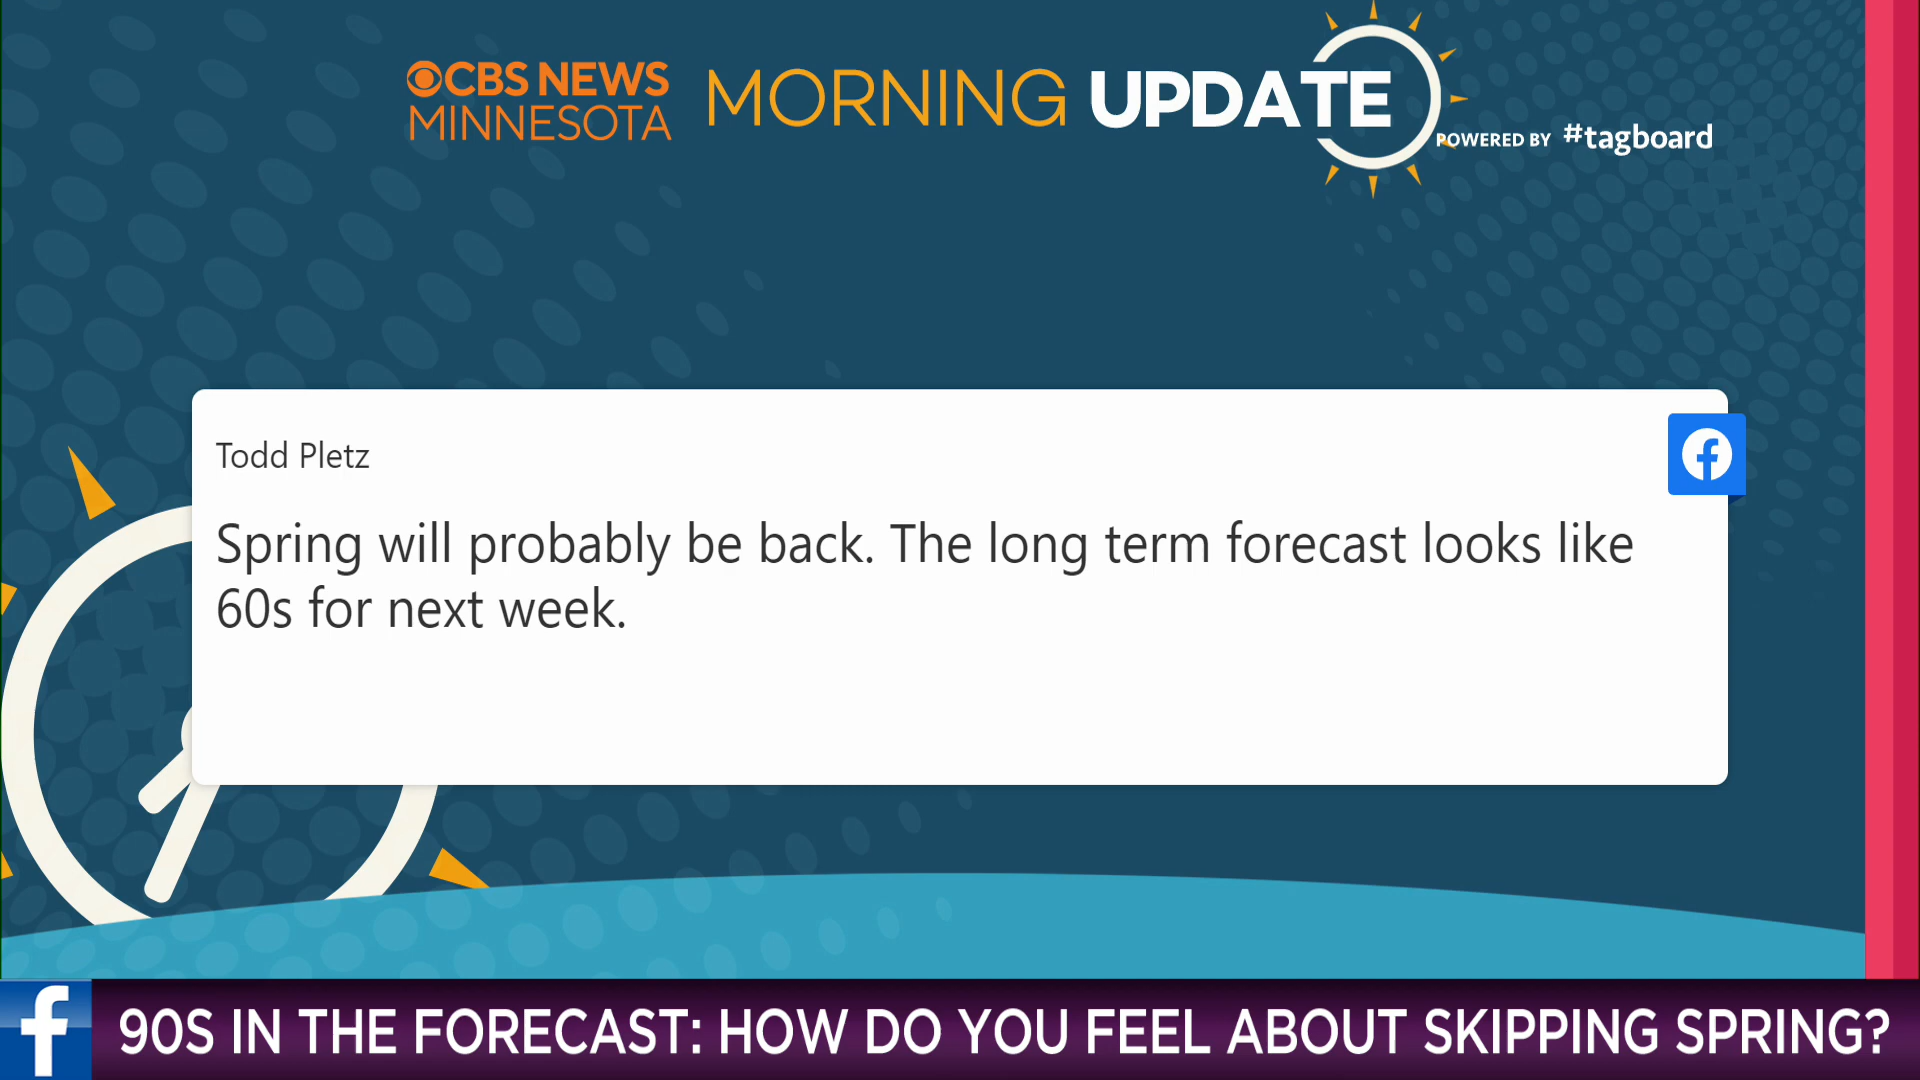 CBS NEWS
MINNESOTA
MORNING UPDATE
POWERED BY #tagboard
Todd Pletz
Spring will probably be back. The long term forecast looks like
60s for next week.
90S IN THE FORECAST: HOW DO YOU FEEL ABOUT SKIPPING SPRING?